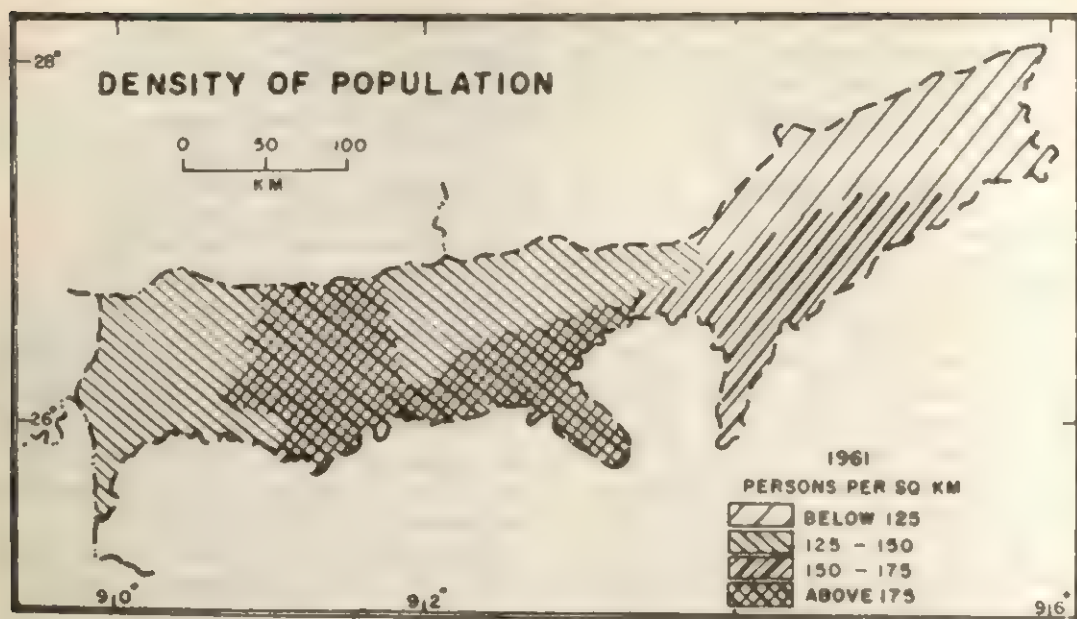 28°
DENSITY OF POPULATION
0 50 100
KM
26°
1961
PERSONS PER SQ KM
BELOW 125
125 - 150
150 - 175
ABOVE 175
90° 92° 96°